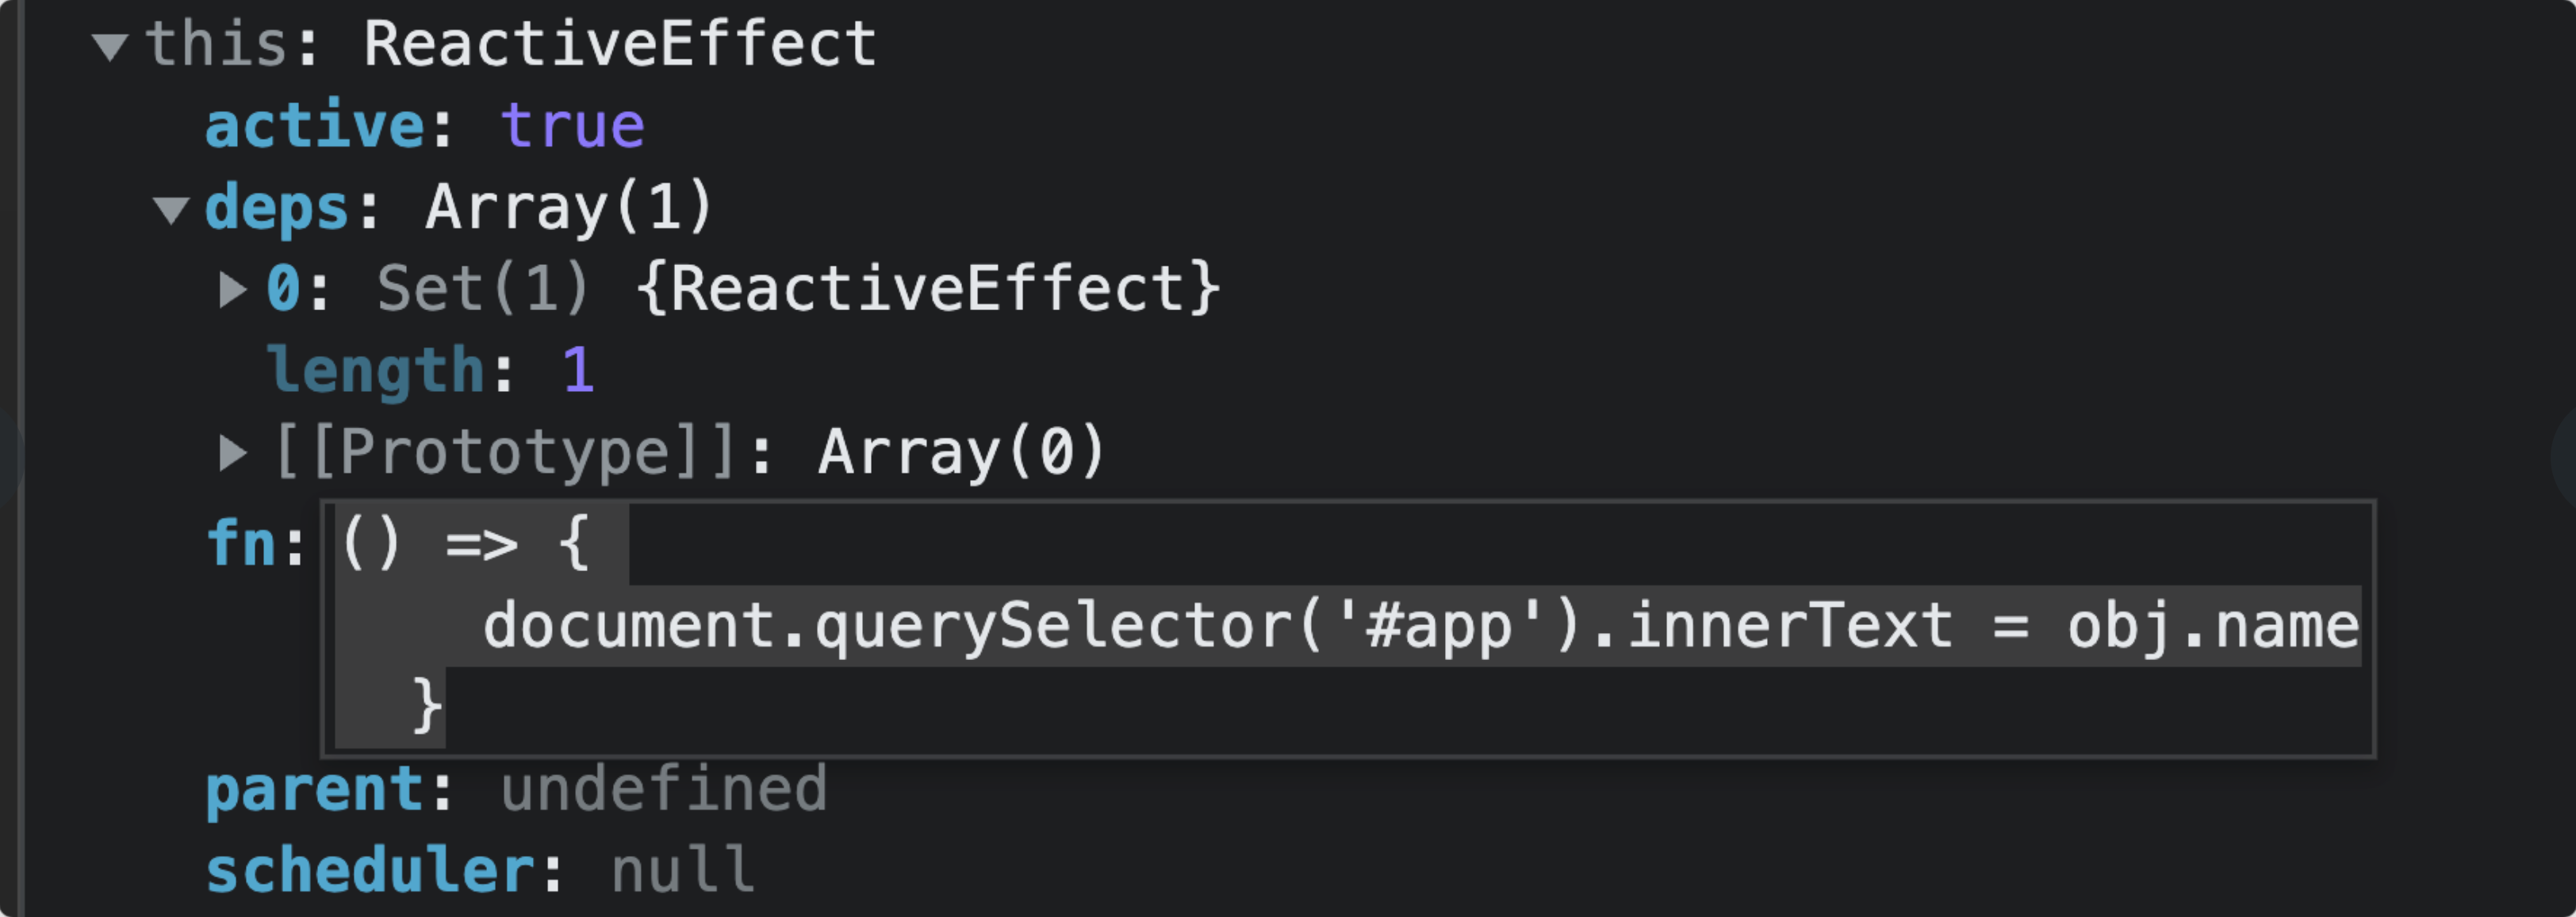 this: ReactiveEffect
active: true
deps: Array(1)
0: Set(1) {ReactiveEffect}
length: 1
[[Prototype]]: Array(0)
fn: () => {
document.querySelector('#app').innerText = obj.name
}
parent: undefined
scheduler: null